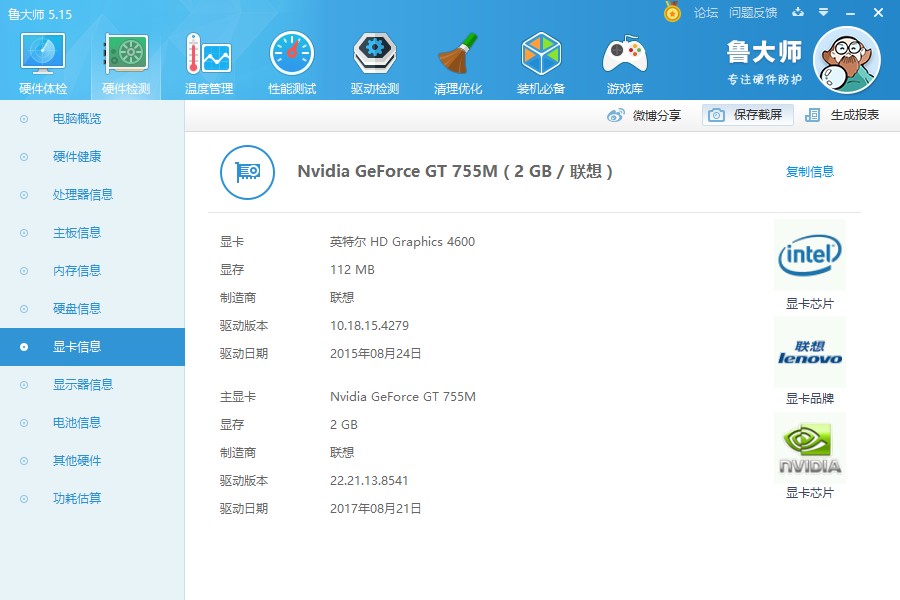 鲁大师 5.15
论坛 问题反馈
硬件体检 硬件检测 温度管理 性能测试 驱动检测 清理优化 装机必备 游戏库
鲁大师
专注硬件防护
微博分享 保存截屏 生成报表
电脑概览
硬件健康
处理器信息
主板信息
内存信息
硬盘信息
显卡信息
显示器信息
电池信息
其他硬件
功耗估算
Nvidia GeForce GT 755M ( 2 GB / 联想 )
复制信息
显卡 英特尔 HD Graphics 4600
显存 112 MB
制造商 联想
驱动版本 10.18.15.4279
驱动日期 2015年08月24日
主显卡 Nvidia GeForce GT 755M
显存 2 GB
制造商 联想
驱动版本 22.21.13.8541
驱动日期 2017年08月21日
intel
显卡芯片
联想
lenovo
显卡品牌
NVIDIA
显卡芯片